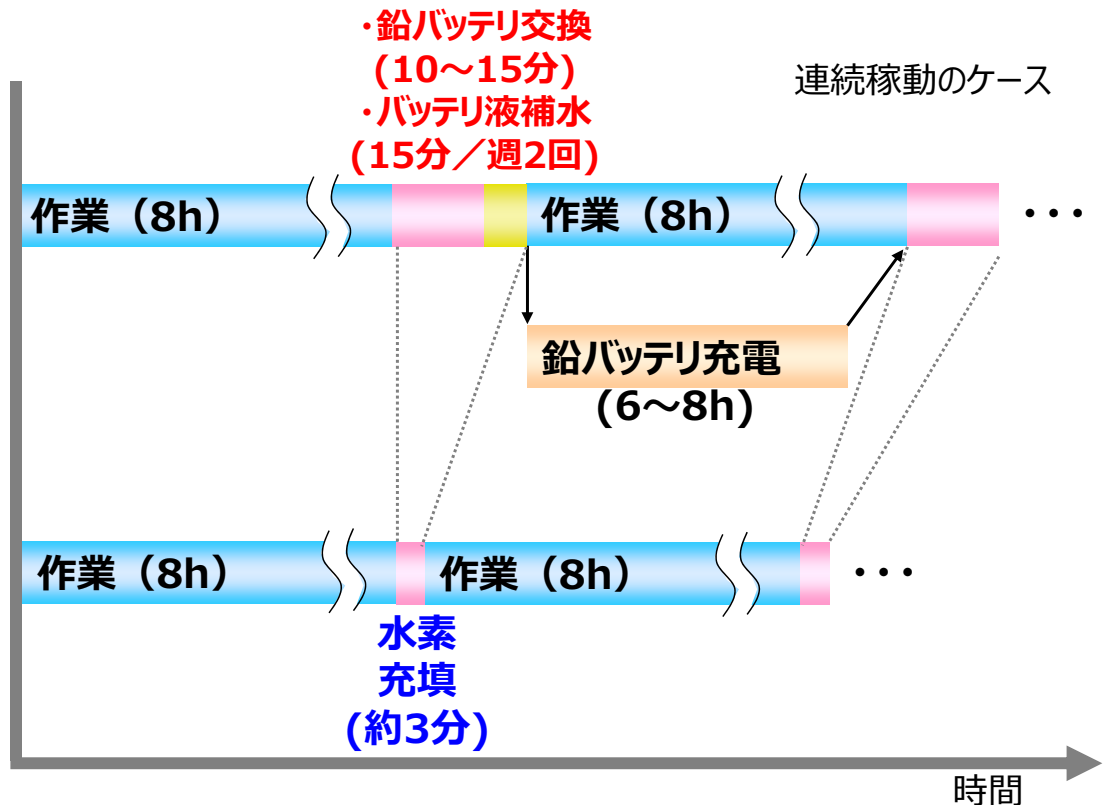 ・鉛バッテリ交換
(10～15分)
・バッテリ液補水
(15分／週2回)
連続稼動のケース
作業（8h）
作業（8h）
・・・
鉛バッテリ充電
(6～8h)
作業（8h）
作業（8h）
・・・
水素
充填
(約3分)
時間